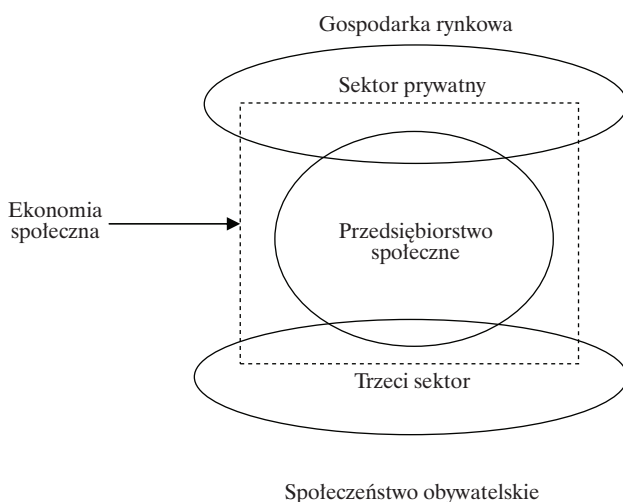 Gospodarka rynkowa
Sektor prywatny
Ekonomia
społeczna
Przedsiębiorstwo
społeczne
Trzeci sektor
Społeczeństwo obywatelskie